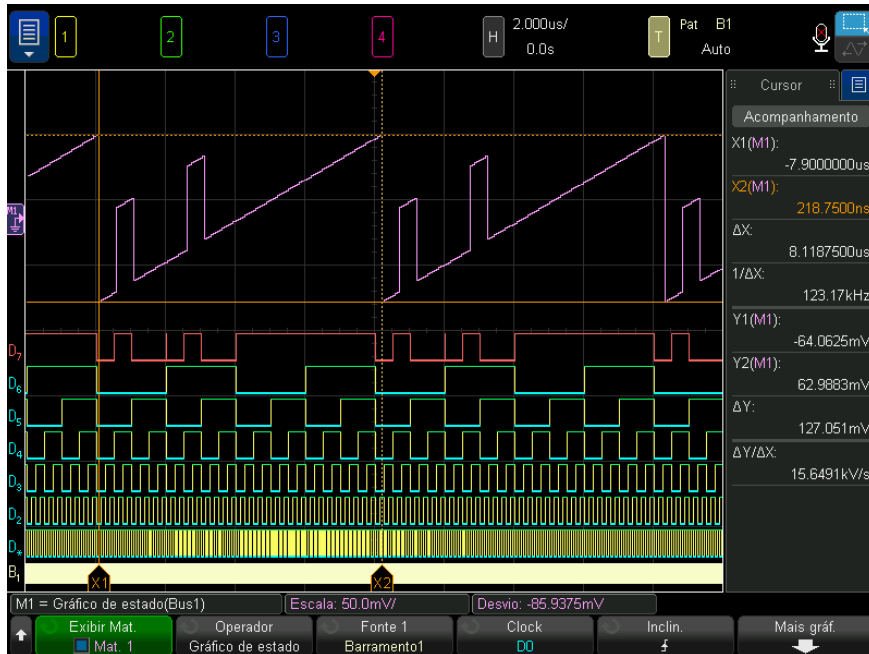 1
2
3
4
H
2.000us/
0.0s
T
Pat B1
Auto
Cursor
Acompanhamento
X1(M1):
-7.9000000us
X2(M1):
218.7500ns
ΔX:
8.1187500us
1/ΔX:
123.17kHz
Y1(M1):
-64.0625mV
Y2(M1):
62.9883mV
ΔY:
127.051mV
ΔY/ΔX:
15.6491kV/s
M1
D7
D6
D5
D4
D3
D2
D*
B1
X1
X2
M1 = Gráfico de estado(Bus1)
Escala: 50.0mV/
Desvio: -85.9375mV
Exibir Mat.
Mat. 1
Operador
Gráfico de estado
Fonte 1
Barramento1
Clock
D0
Inclin.
Mais gráf.